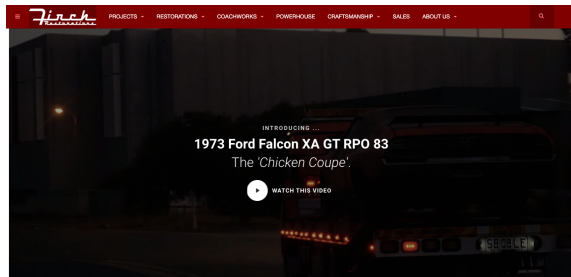 Finch
Restorations
PROJECTS
RESTORATIONS
COACHWORKS
POWERHOUSE
CRAFTSMANSHIP
SALES
ABOUT US
INTRODUCING ...
1973 Ford Falcon XA GT RPO 83
The 'Chicken Coupe'.
WATCH THIS VIDEO